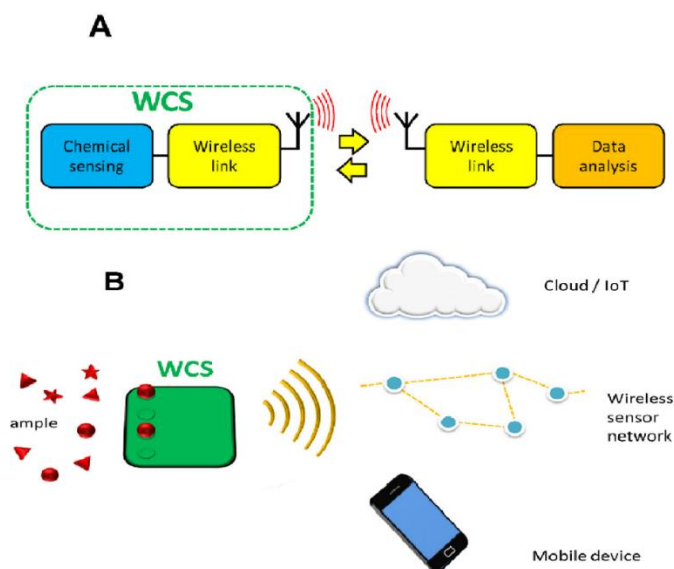 A
WCS
Chemical
sensing
Wireless
link
Wireless
link
Data
analysis
B
Cloud / IoT
WCS
ample
Wireless
sensor
network
Mobile device